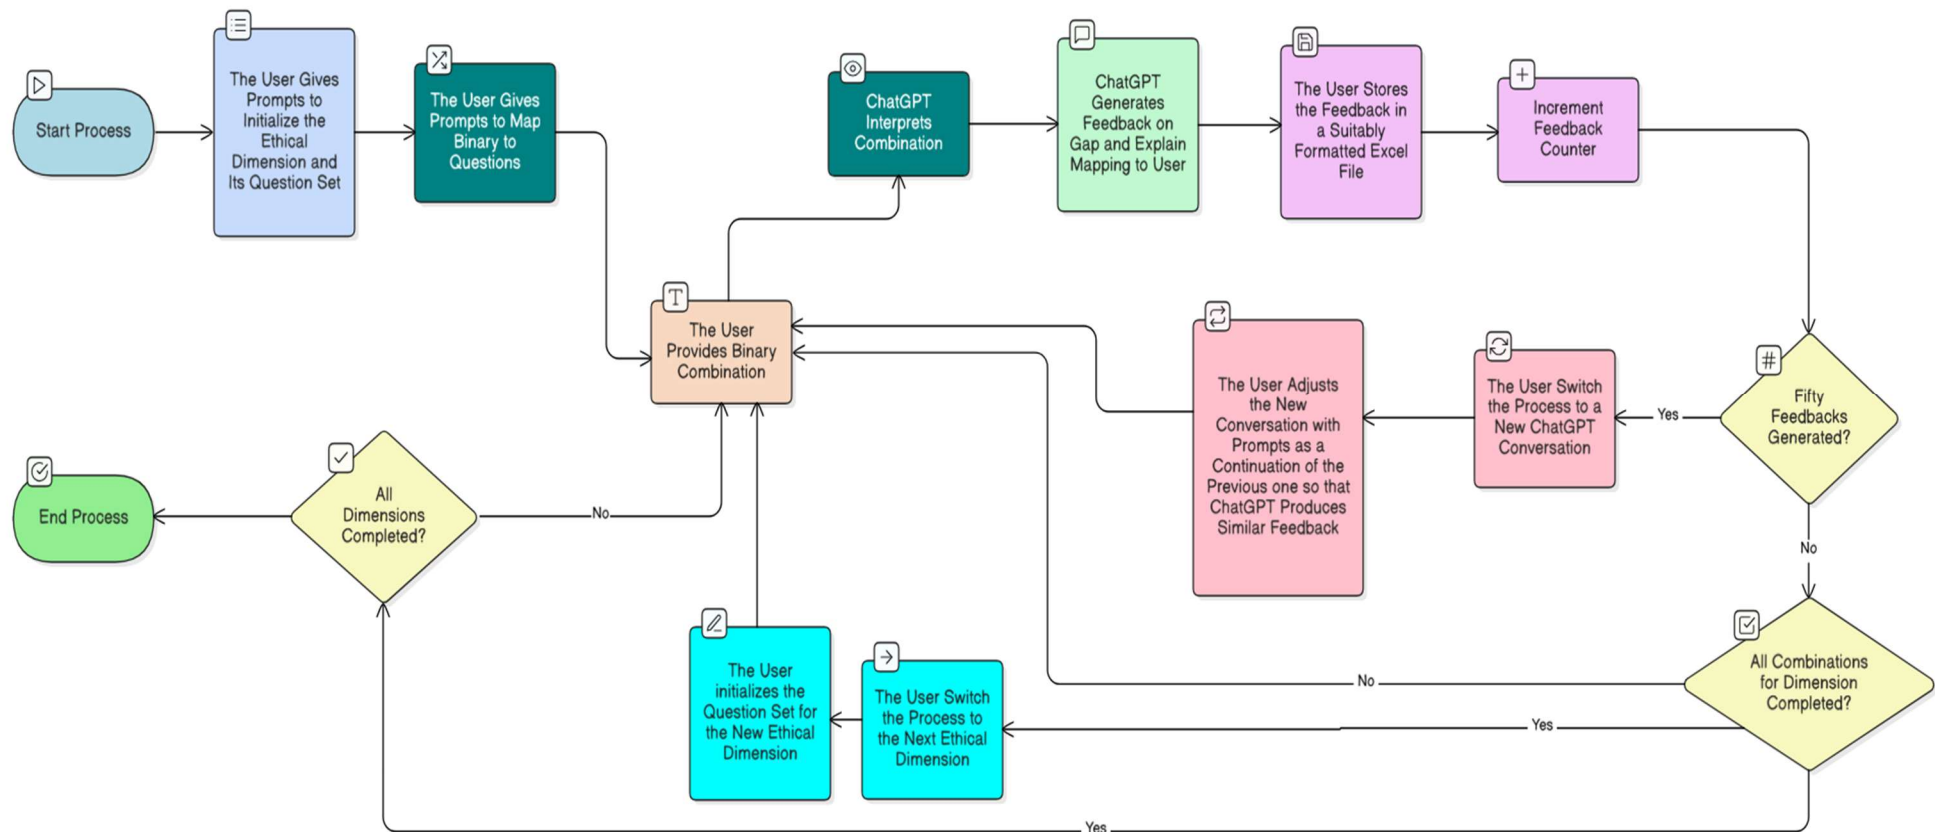 Start Process
The User Gives
Prompts to
Initialize the
Ethical
Dimension and
Its Question Set
The User Gives
Prompts to Map
Binary to
Questions
ChatGPT
Interprets
Combination
ChatGPT
Generates
Feedback on
Gap and Explain
Mapping to User
The User Stores
the Feedback in
a Suitably
Formatted Excel
File
Increment
Feedback
Counter
T
The User
Provides Binary
Combination
The User Adjusts
the New
Conversation with
Prompts as a
Continuation of the
Previous one so that
ChatGPT Produces
Similar Feedback
The User Switch
the Process to a
New ChatGPT
Conversation
Yes
#
Fifty
Feedbacks
Generated?
No
End Process
All
Dimensions
Completed?
No
The User
initializes the
Question Set for
the New Ethical
Dimension
The User Switch
the Process to
the Next Ethical
Dimension
No
Yes
All Combinations
for Dimension
Completed?
Yes